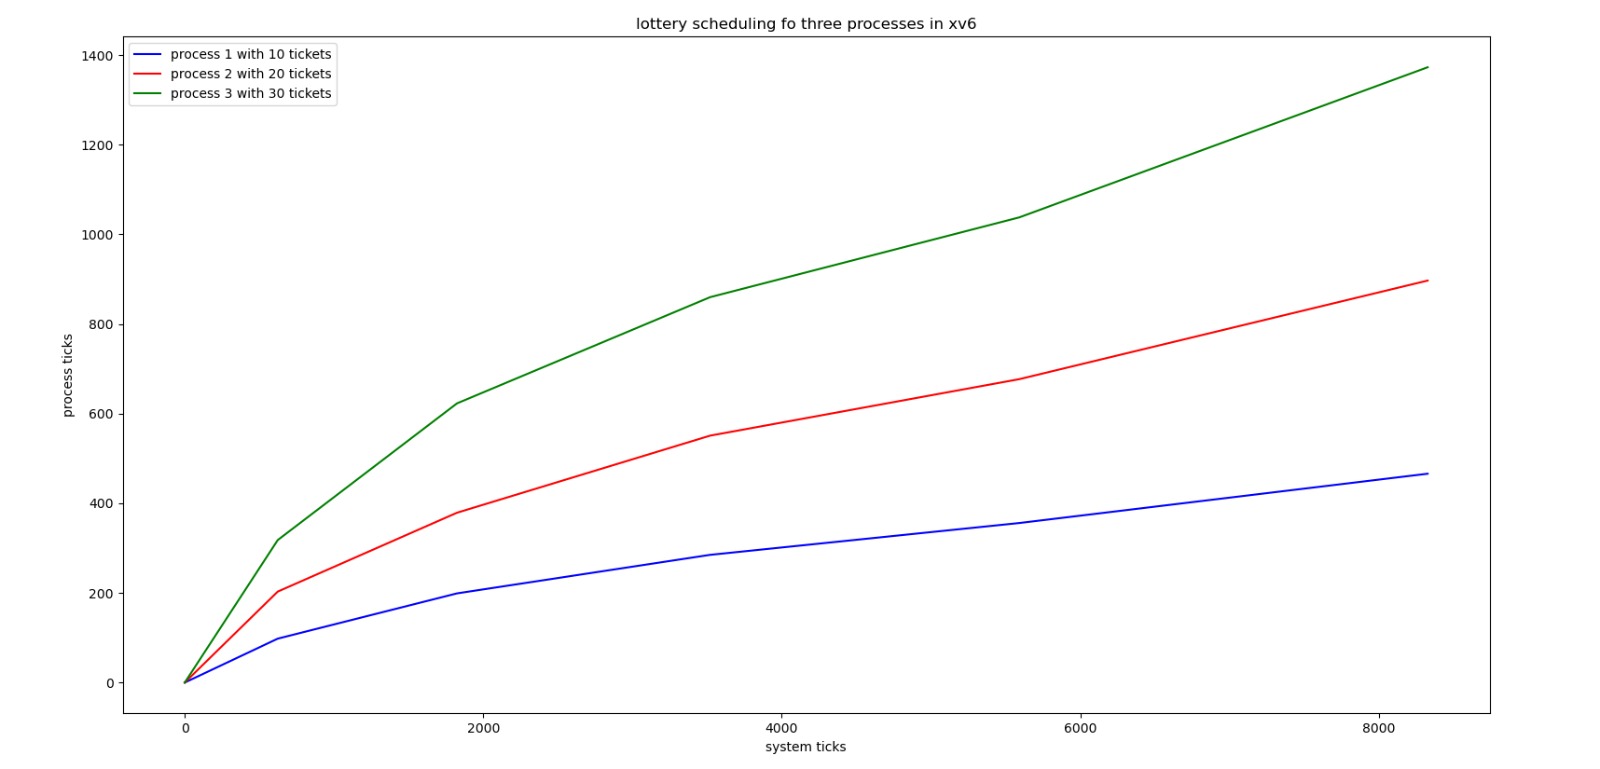 lottery scheduling fo three processes in xv6
process 1 with 10 tickets
process 2 with 20 tickets
process 3 with 30 tickets
1400
1200
1000
800
600
400
200
0
process ticks
0 2000 4000 6000 8000
system ticks